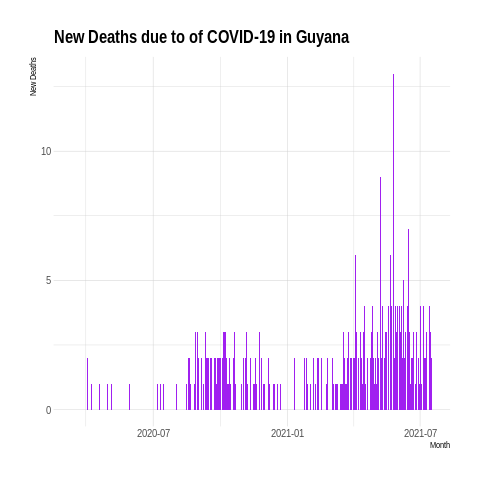 New Deaths due to of COVID-19 in Guyana
New Deaths
10
5
0
2020-07
2021-01
2021-07
Month